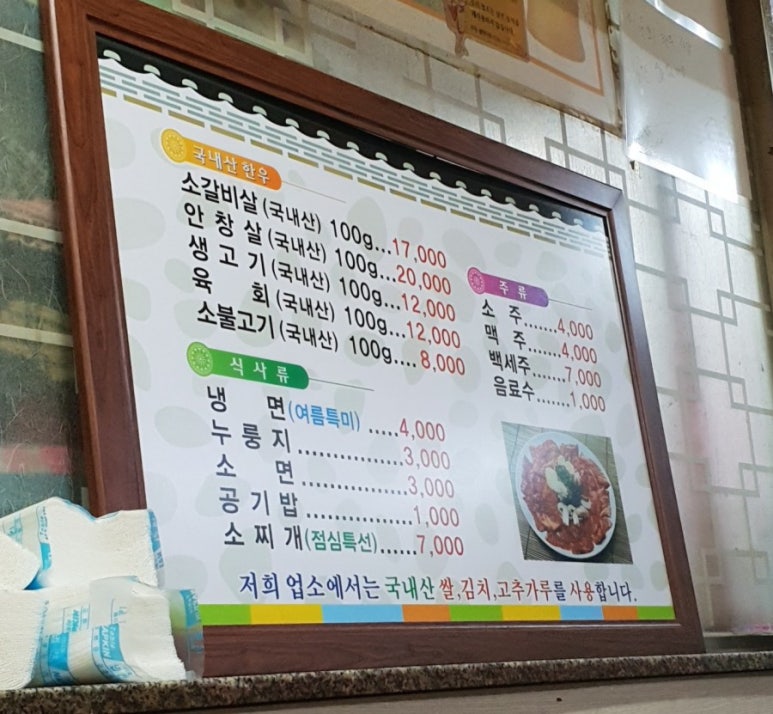 국내산 한우
소갈비살 (국내산) 100g...17,000
안창살 (국내산) 100g...20,000
생고기 (국내산) 100g...12,000
육 회 (국내산) 100g...12,000
소불고기 (국내산) 100g....8,000
식사류
냉 면 (여름특미) .....4,000
누룽지...............3,000
소 면 ...............3,000
공기밥 ...............1,000
소찌개 (점심특선)......7,000
주류
소 주.......4,000
맥 주.......4,000
백세주.......7,000
음료수.......1,000
저희 업소에서는 국내산 쌀,김치,고추가루를 사용합니다.